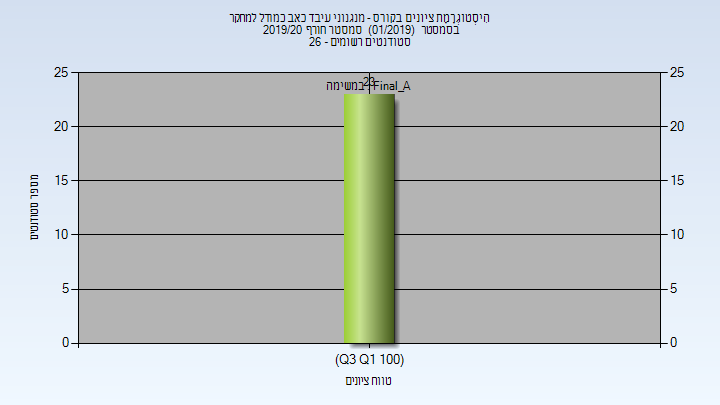 היסטוגרמת ציונים בקורס - מנגנוני עיבוד כאב כמודל למחקר
בסמסטר (01/2019) סמסטר חורף 2019/20
סטודנטים רשומים - 26
23
במשימה Final_A
25 25
20 20
15 15
10 10
5 5
0 0
מספר סטודנטים
(Q3 Q1 100)
טווח ציונים